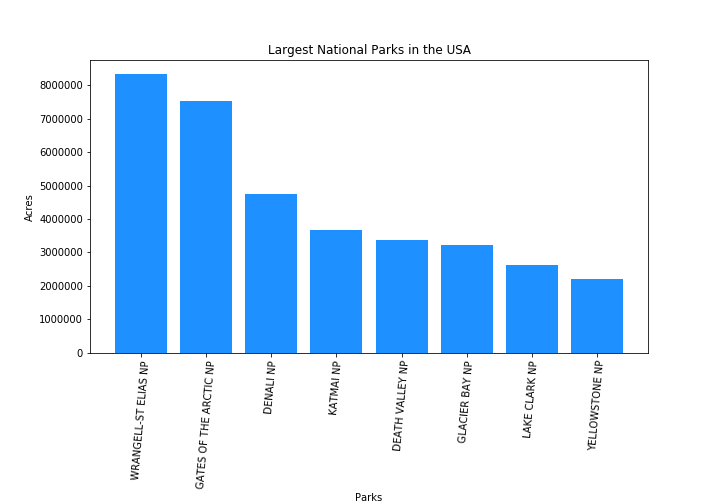 Largest National Parks in the USA
Acres
8000000
7000000
6000000
5000000
4000000
3000000
2000000
1000000
0
WRANGELL-ST ELIAS NP
GATES OF THE ARCTIC NP
DENALI NP
KATMAI NP
DEATH VALLEY NP
GLACIER BAY NP
LAKE CLARK NP
YELLOWSTONE NP
Parks